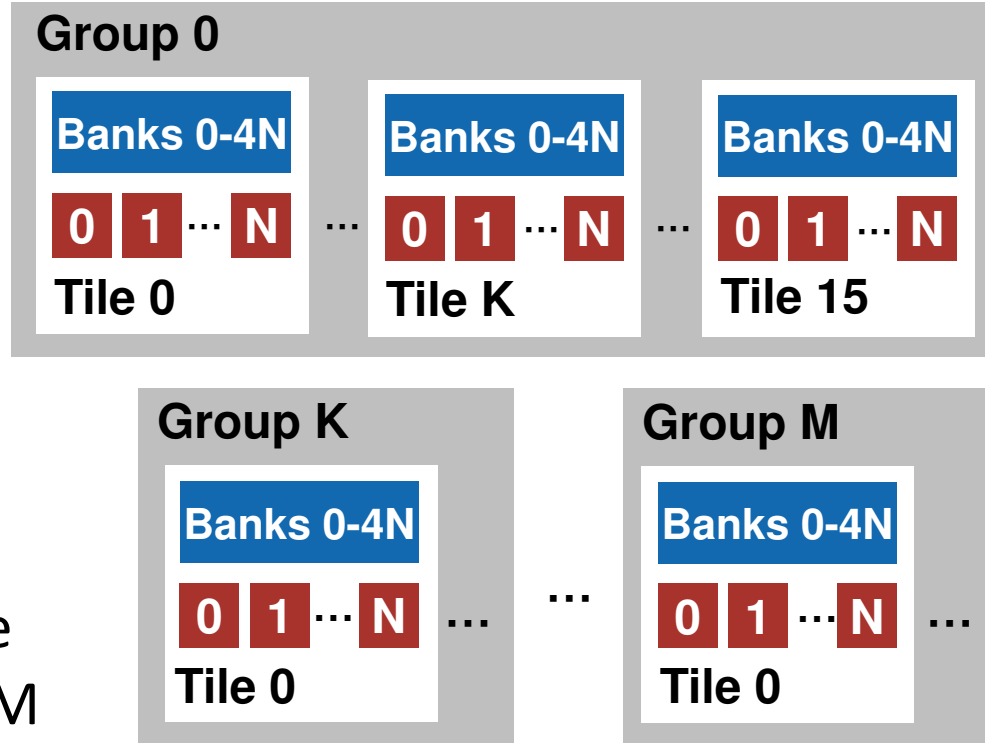 Group 0
Banks 0-4N Banks 0-4N Banks 0-4N
0 1 ... N ... 0 1 ... N ... 0 1 ... N
Tile 0 Tile K Tile 15
Group K Group M
Banks 0-4N Banks 0-4N
...
0 1 ... N ... 0 1 ... N ...
e
Tile 0 Tile 0
M